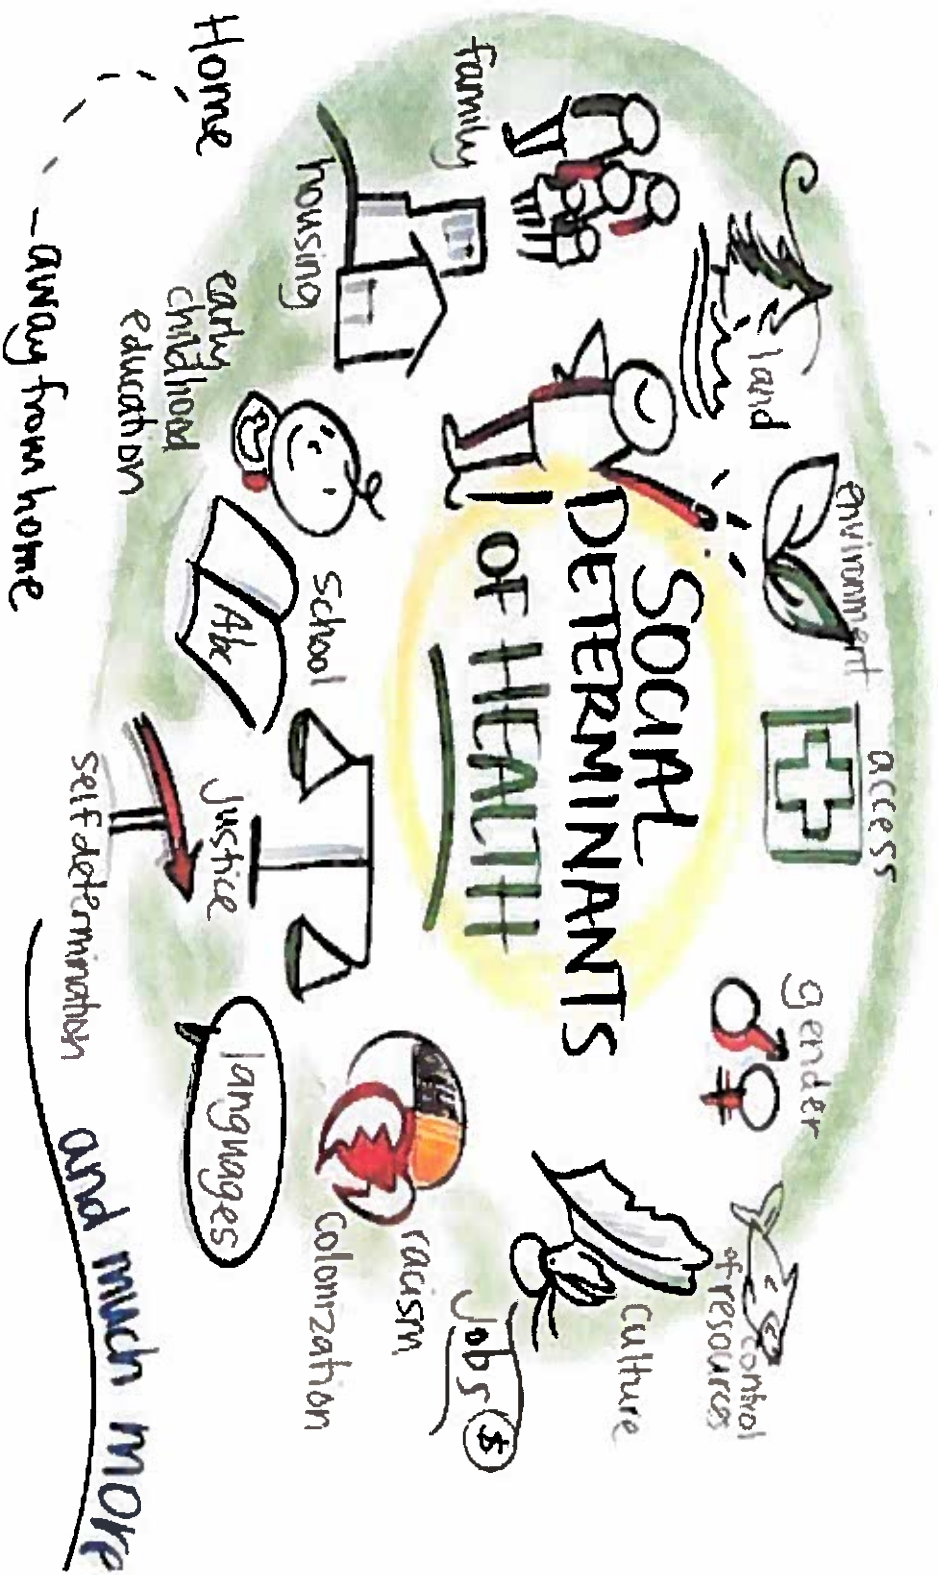 SOCIAL
DETERMINANTS
OF HEALTH
land
environment
access
gender
control
of resources
Culture
Jobs $
racism
Colonization
languages
Justice
self determination
School
Abc
early
childhood
education
housing
family
Home
away from home
and much more